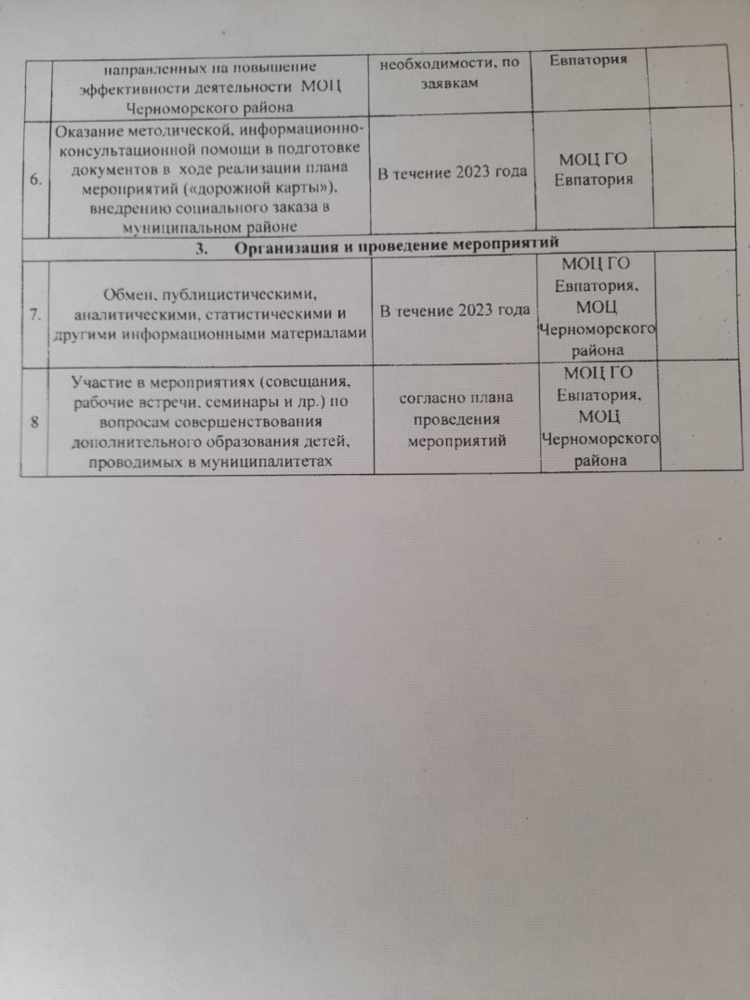 направленных на повышение
эффективности деятельности МОЦ
Черноморского района
необходимости, по
заявкам
Евпатория
6.
Оказание методической, информационно-
консультационной помощи в подготовке
документов в ходе реализации плана
мероприятий («дорожной карты»),
внедрению социального заказа в
муниципальном районе
В течение 2023 года
МОЦ ГО
Евпатория
3. Организация и проведение мероприятий
7.
Обмен, публицистическими,
аналитическими, статистическими и
другими информационными материалами
В течение 2023 года
МОЦ ГО
Евпатория,
МОЦ
Черноморского
района
8
Участие в мероприятиях (совещания,
рабочие встречи, семинары и др.) по
вопросам совершенствования
дополнительного образования детей,
проводимых в муниципалитетах
согласно плана
проведения
мероприятий
МОЦ ГО
Евпатория,
МОЦ
Черноморского
района